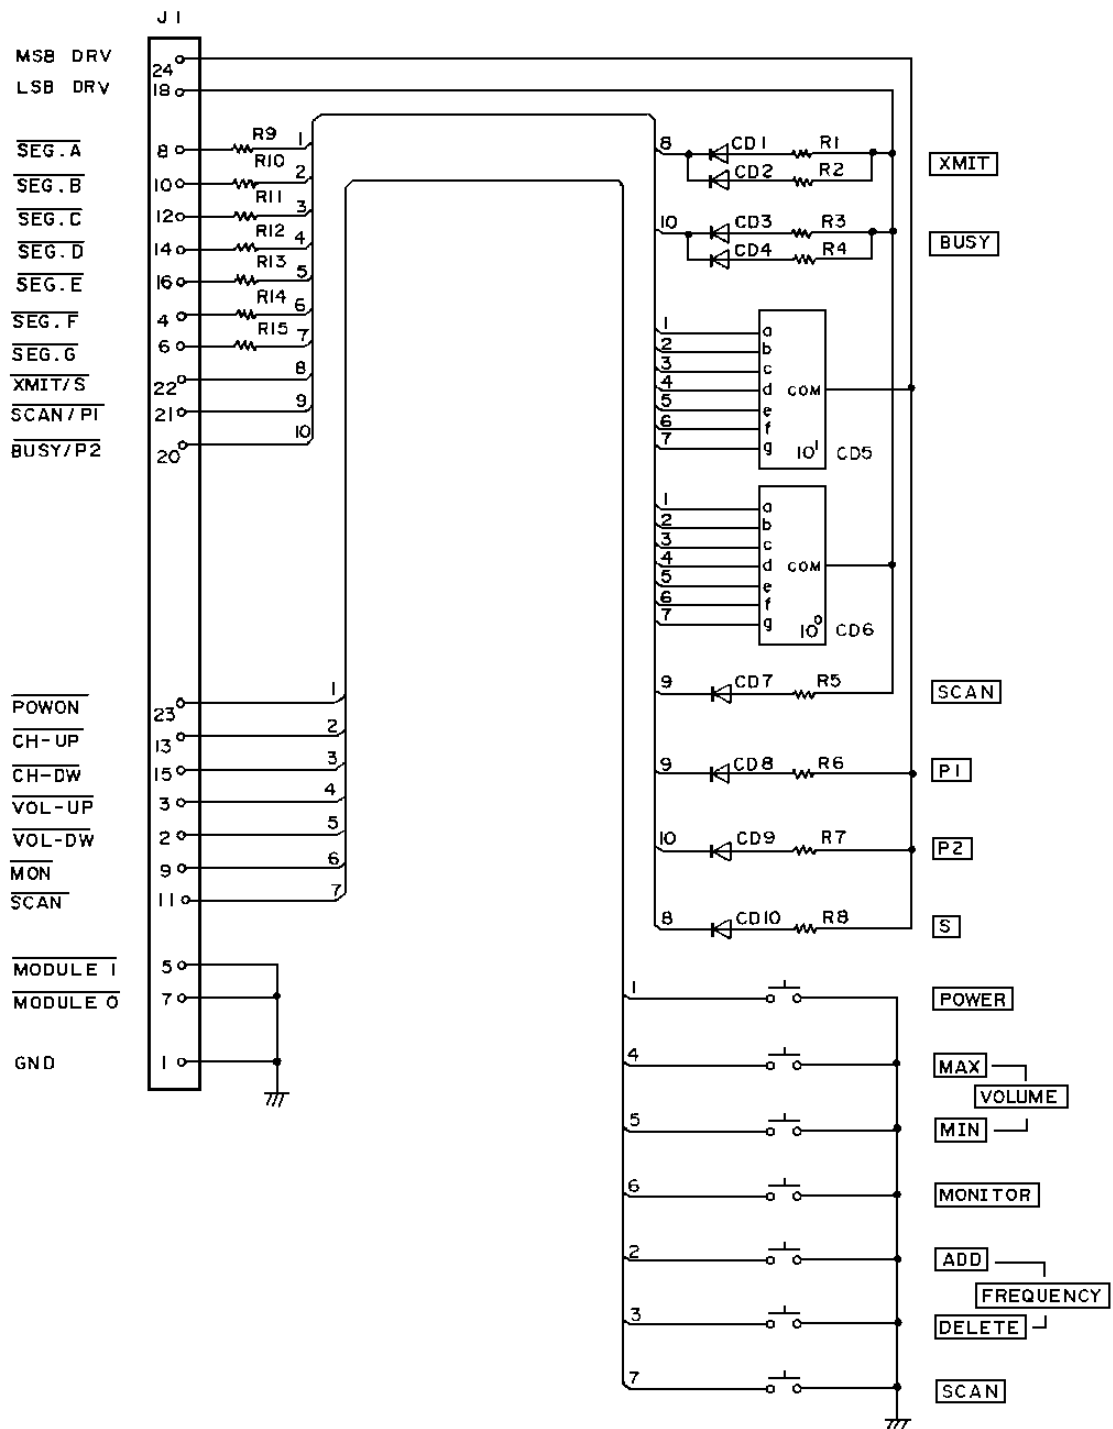 J1
MSB DRV 24
LSB DRV 18
SEG.A 8 R9 1
SEG.B 10 R10 2
SEG.C 12 R11 3
SEG.D 14 R12 4
SEG.E 16 R13 5
SEG.F 4 R14 6
SEG.G 6 R15 7
XMIT/S 22 8
SCAN/P1 21 9
BUSY/P2 20 10
8 CD1 R1 XMIT
CD2 R2
10 CD3 R3 BUSY
CD4 R4
1 a
2 b
3 c
4 d COM
5 e
6 f
7 g 10¹ CD5
1 a
2 b
3 c
4 d COM
5 e
6 f
7 g 10⁰ CD6
9 CD7 R5 SCAN
9 CD8 R6 P1
10 CD9 R7 P2
8 CD10 R8 S
POWON 23 1
CH-UP 13 2
CH-DW 15 3
VOL-UP 3 4
VOL-DW 2 5
MON 9 6
SCAN 11 7
MODULE 1 5
MODULE 0 7
GND 1
1 POWER
4 MAX
VOLUME
5 MIN
6 MONITOR
2 ADD
FREQUENCY
3 DELETE
7 SCAN